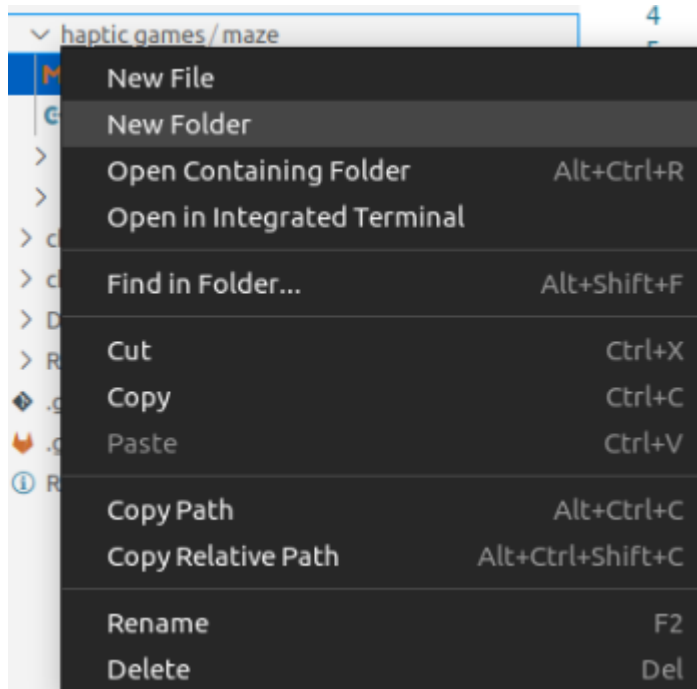 4
haptic games / maze
New File
New Folder
Open Containing Folder Alt+Ctrl+R
Open in Integrated Terminal
Find in Folder... Alt+Shift+F
Cut Ctrl+X
Copy Ctrl+C
Paste Ctrl+V
Copy Path Alt+Ctrl+C
Copy Relative Path Alt+Ctrl+Shift+C
Rename F2
Delete Del